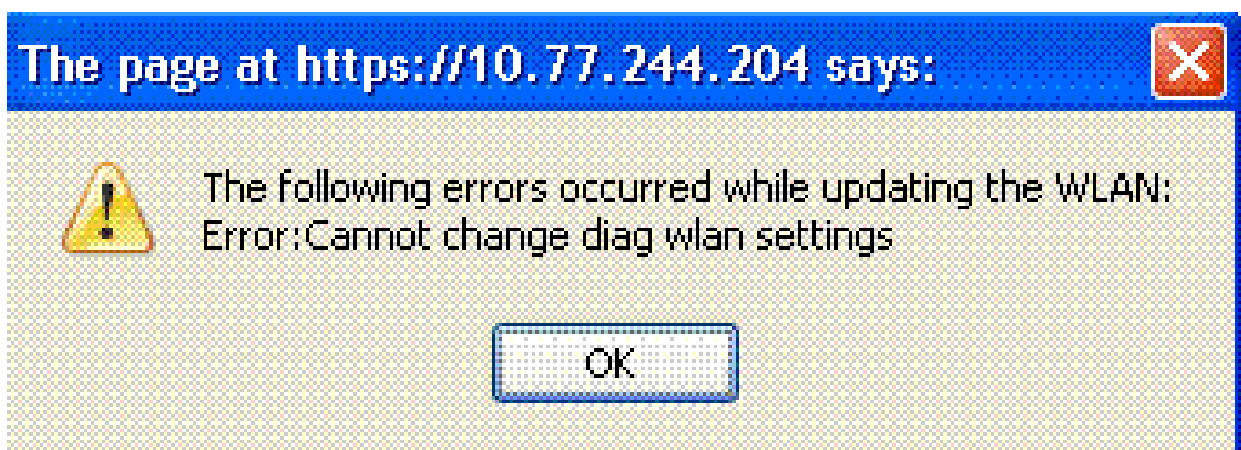 The page at https://10.77.244.204 says:
The following errors occurred while updating the WLAN:
Error:Cannot change diag wlan settings
OK